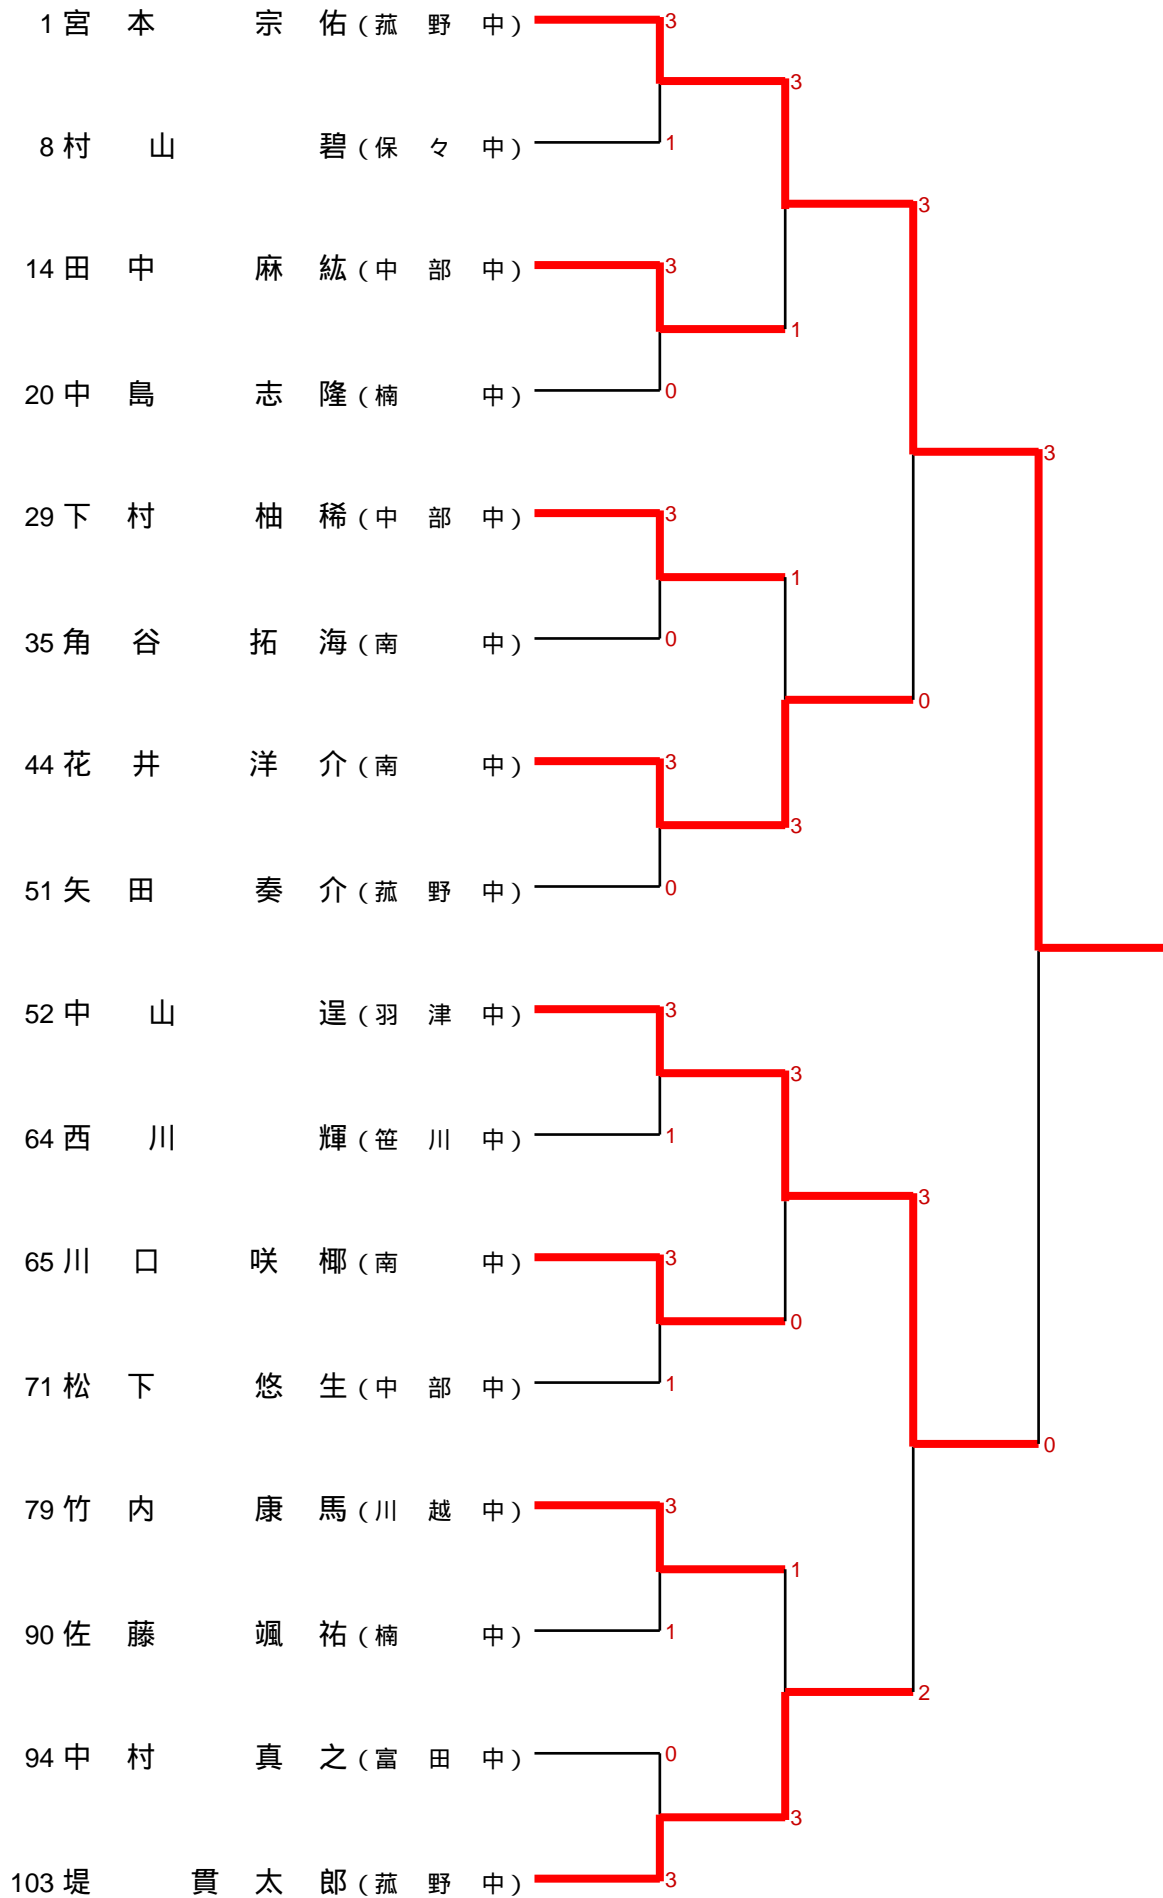 1 宮本 宗佑(菰野中) 3
3
8 村山 碧(保々中) 1
3
14 田中 麻紘(中部中) 3
1
20 中島 志隆(楠中) 0
3
29 下村 柚稀(中部中) 3
1
35 角谷 拓海(南中) 0
0
44 花井 洋介(南中) 3
3
51 矢田 奏介(菰野中) 0
52 中山 逞(羽津中) 3
3
64 西川 輝(笹川中) 1
3
65 川口 咲椰(南中) 3
0
71 松下 悠生(中部中) 1
0
79 竹内 康馬(川越中) 3
1
90 佐藤 颯祐(楠中) 1
2
94 中村 真之(富田中) 0
3
103 堤 貫太郎(菰野中) 3